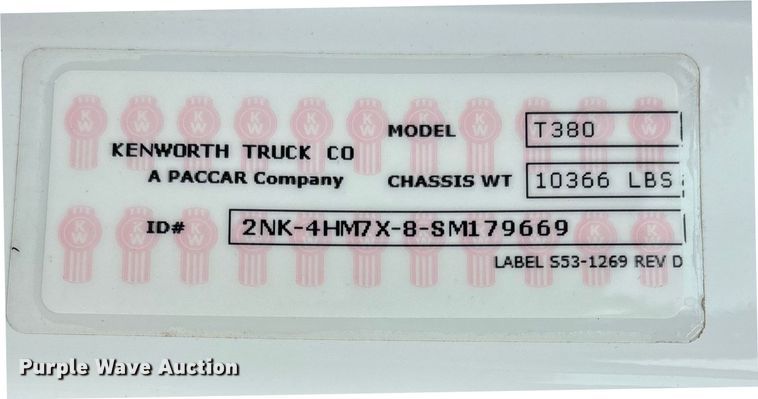 MODEL T380
KENWORTH TRUCK CO
A PACCAR Company CHASSIS WT 10366 LBS
ID# 2NK-4HM7X-8-SM179669
LABEL S53-1269 REV D
Purple Wave Auction